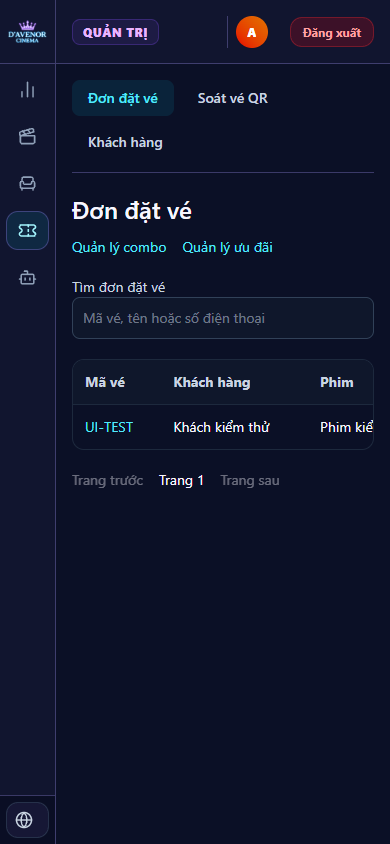 D'AVENOR
CINEMA
QUẢN TRỊ
A
Đăng xuất
Đơn đặt vé
Soát vé QR
Khách hàng
Đơn đặt vé
Quản lý combo
Quản lý ưu đãi
Tìm đơn đặt vé
Mã vé, tên hoặc số điện thoại
Mã vé Khách hàng Phim
UI-TEST Khách kiểm thử Phim kiể
Trang trước Trang 1 Trang sau